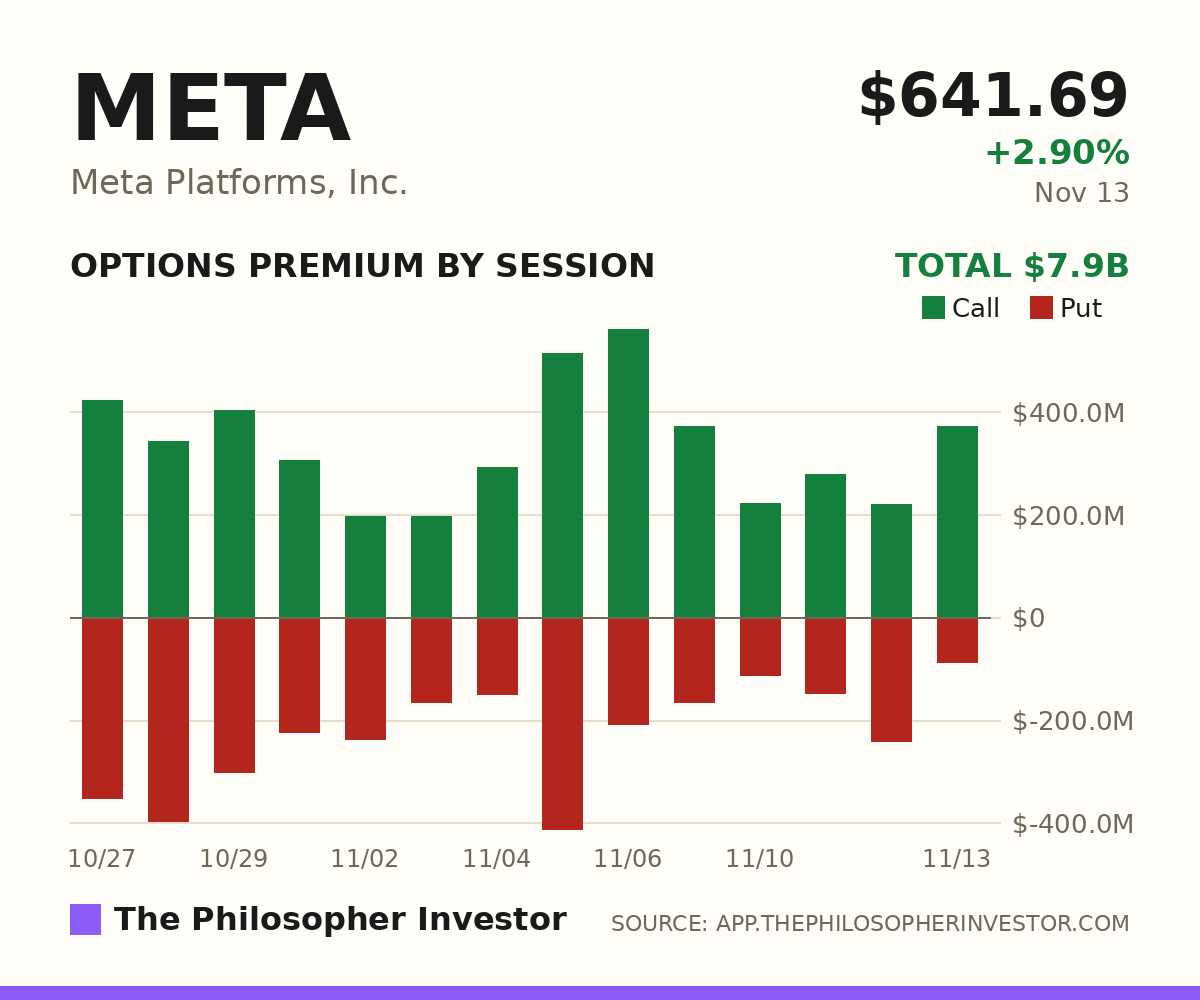 META
$641.69
+2.90%
Meta Platforms, Inc.
Nov 13
OPTIONS PREMIUM BY SESSION
TOTAL $7.9B
Call
Put
$400.0M
$200.0M
$0
$-200.0M
$-400.0M
10/27 10/29 11/02 11/04 11/06 11/10 11/13
The Philosopher Investor
SOURCE: APP.THEPHILOSOPHERINVESTOR.COM